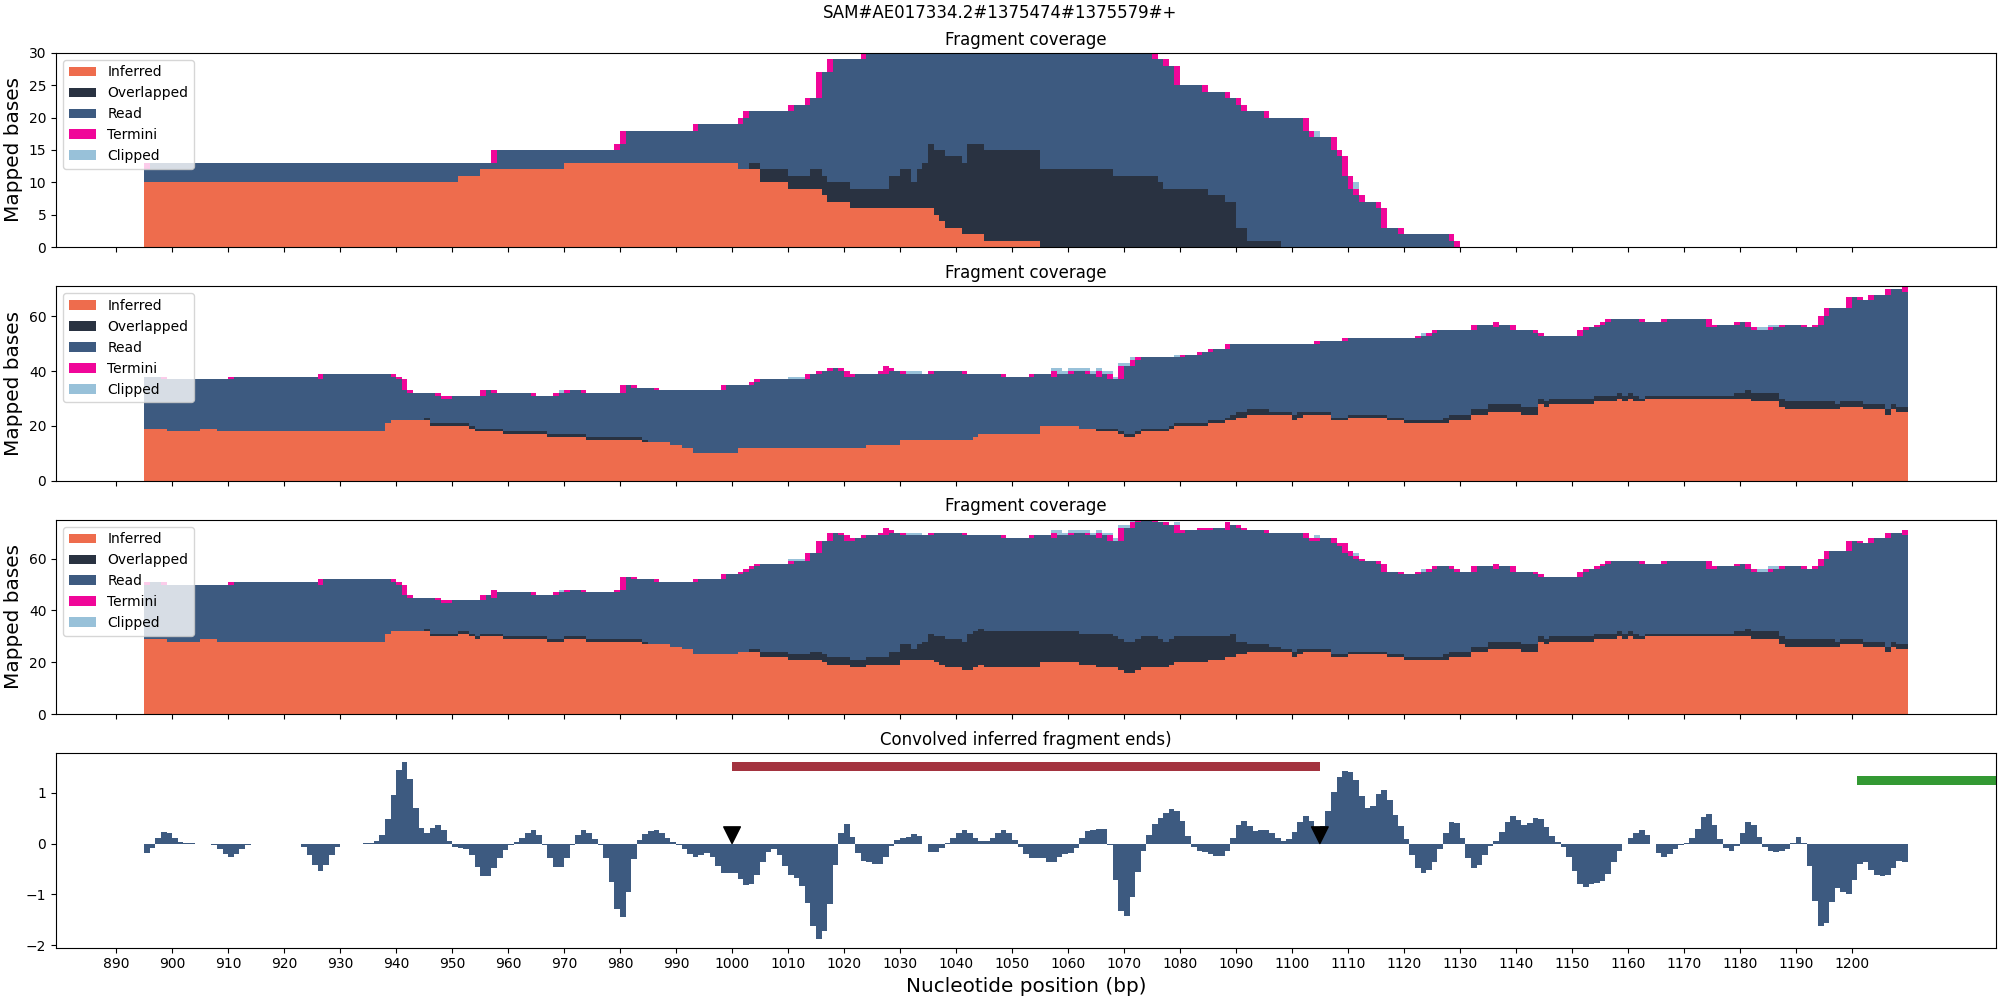 SAM#AE017334.2#1375474#1375579#+
Fragment coverage
Mapped bases
30
25
20
15
10
5
0
Inferred
Overlapped
Read
Termini
Clipped
Fragment coverage
Mapped bases
60
40
20
0
Inferred
Overlapped
Read
Termini
Clipped
Fragment coverage
Mapped bases
60
40
20
0
Inferred
Overlapped
Read
Termini
Clipped
Convolved inferred fragment ends)
1
0
−1
−2
890 900 910 920 930 940 950 960 970 980 990 1000 1010 1020 1030 1040 1050 1060 1070 1080 1090 1100 1110 1120 1130 1140 1150 1160 1170 1180 1190 1200
Nucleotide position (bp)